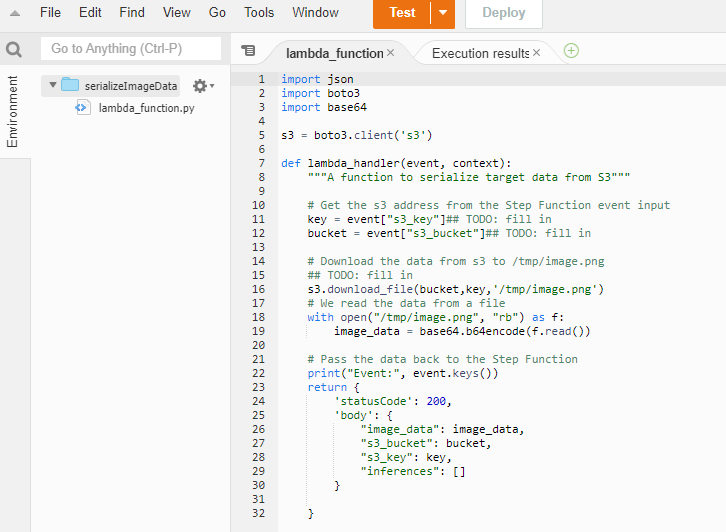 File Edit Find View Go Tools Window Test Deploy
Go to Anything (Ctrl-P)
lambda_function × Execution results ×
Environment
serializeImageData
lambda_function.py
1 import json
2 import boto3
3 import base64
4
5 s3 = boto3.client('s3')
6
7 def lambda_handler(event, context):
8     """A function to serialize target data from S3"""
9
10     # Get the s3 address from the Step Function event input
11     key = event["s3_key"]## TODO: fill in
12     bucket = event["s3_bucket"]## TODO: fill in
13
14     # Download the data from s3 to /tmp/image.png
15     ## TODO: fill in
16     s3.download_file(bucket,key,'/tmp/image.png')
17     # We read the data from a file
18     with open("/tmp/image.png", "rb") as f:
19         image_data = base64.b64encode(f.read())
20
21     # Pass the data back to the Step Function
22     print("Event:", event.keys())
23     return {
24         'statusCode': 200,
25         'body': {
26             "image_data": image_data,
27             "s3_bucket": bucket,
28             "s3_key": key,
29             "inferences": []
30         }
31
32     }